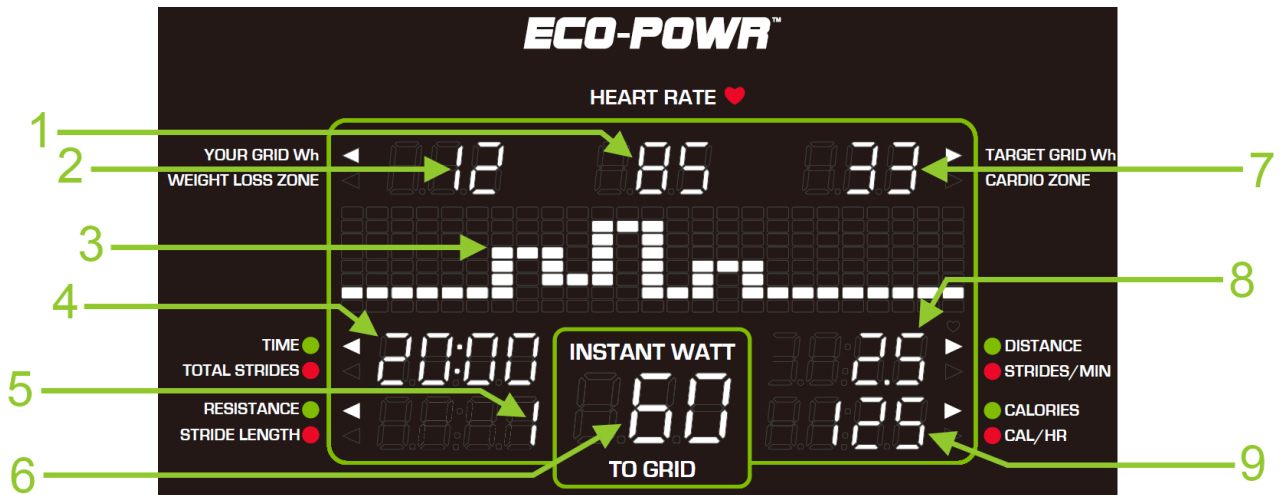 ECO-POWR™
HEART RATE
1
2
YOUR GRID Wh
12
85
33
TARGET GRID Wh
WEIGHT LOSS ZONE
CARDIO ZONE
7
3
4
8
TIME
20:00
INSTANT WATT
2.5
DISTANCE
TOTAL STRIDES
STRIDES/MIN
5
RESISTANCE
1
60
125
CALORIES
STRIDE LENGTH
CAL/HR
6
TO GRID
9